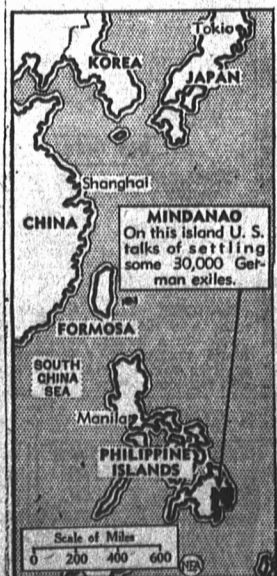 Tokio
KOREA
JAPAN
Shanghai
CHINA
MINDANAO
On this island U. S.
talks of settling
some 30,000 Ger-
man exiles.
FORMOSA
SOUTH
CHINA
SEA
Manila
PHILIPPINE
ISLANDS
Scale of Miles
0 200 400 600
NEA